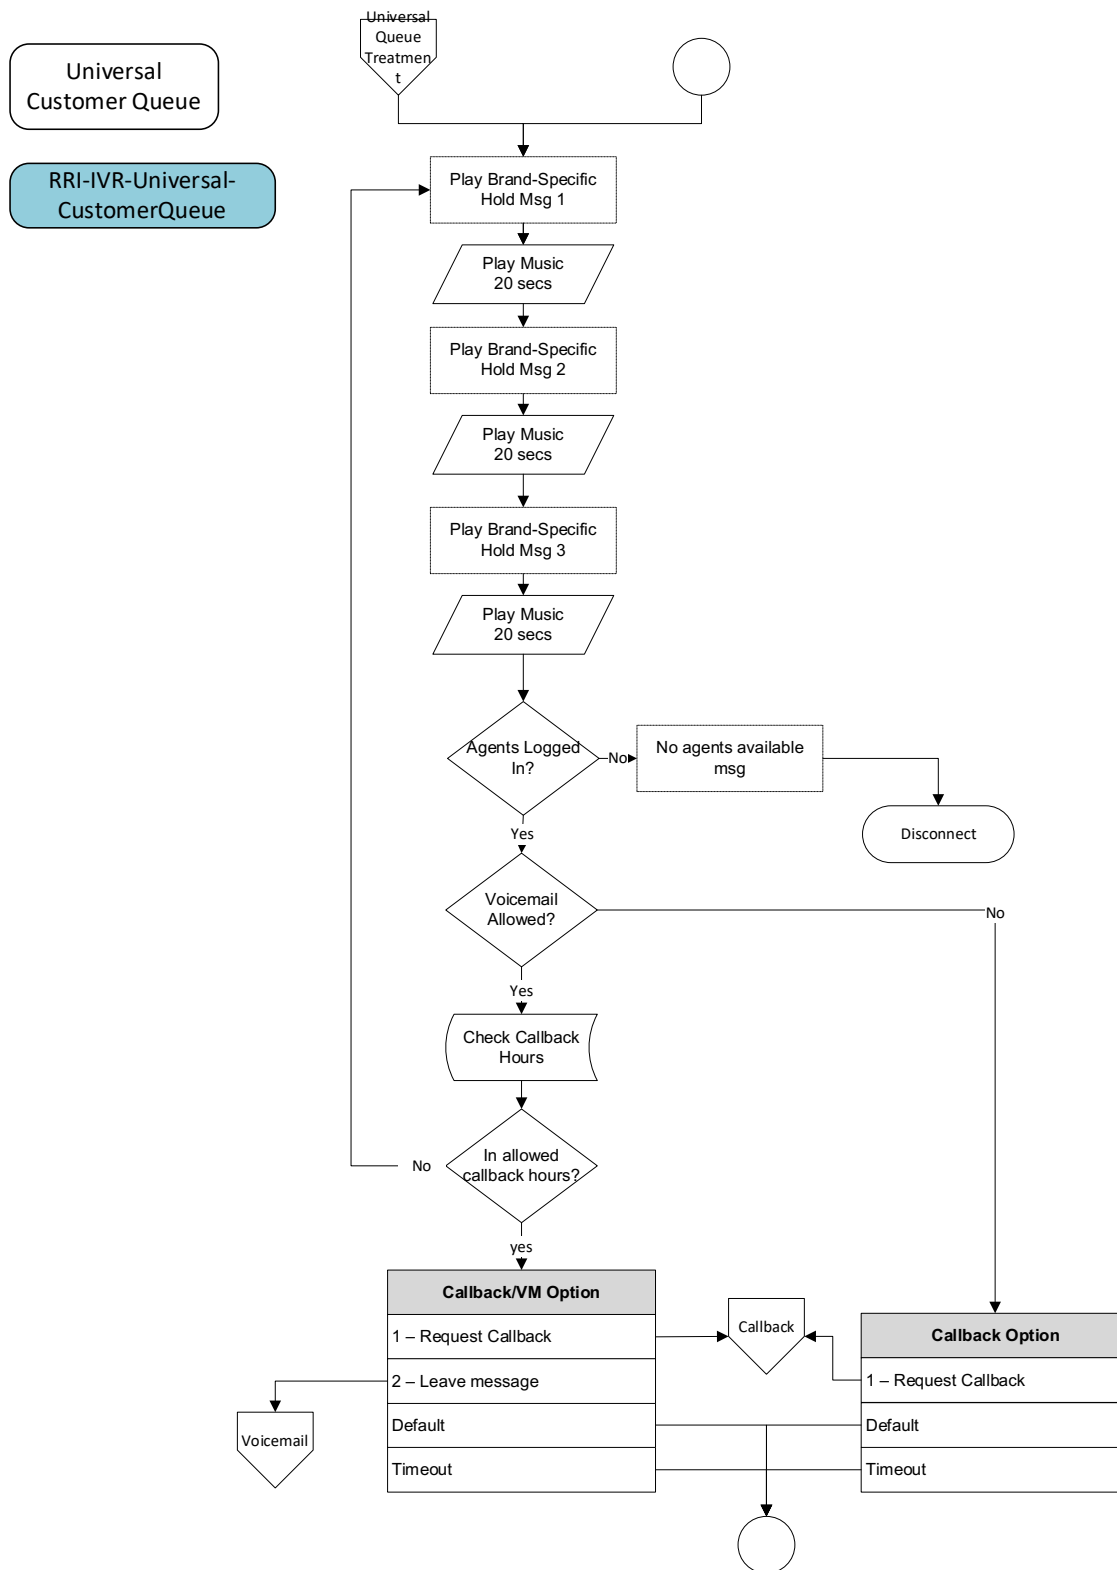 Universal
Queue
Treatmen
t
Universal
Customer Queue
RRI-IVR-Universal-
CustomerQueue
Play Brand-Specific
Hold Msg 1
Play Music
20 secs
Play Brand-Specific
Hold Msg 2
Play Music
20 secs
Play Brand-Specific
Hold Msg 3
Play Music
20 secs
Agents Logged
In?
No
No agents available
msg
Disconnect
Yes
Voicemail
Allowed?
No
Yes
Check Callback
Hours
In allowed
callback hours?
No
yes
Callback/VM Option
1 – Request Callback
2 – Leave message
Default
Timeout
Callback
Voicemail
Callback Option
1 – Request Callback
Default
Timeout